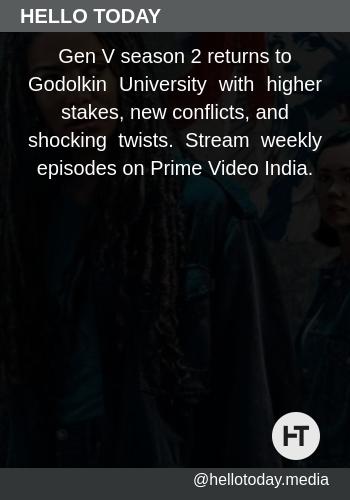 HELLO TODAY
Gen V season 2 returns to
Godolkin University with higher
stakes, new conflicts, and
shocking twists. Stream weekly
episodes on Prime Video India.
HT
@hellotoday.media